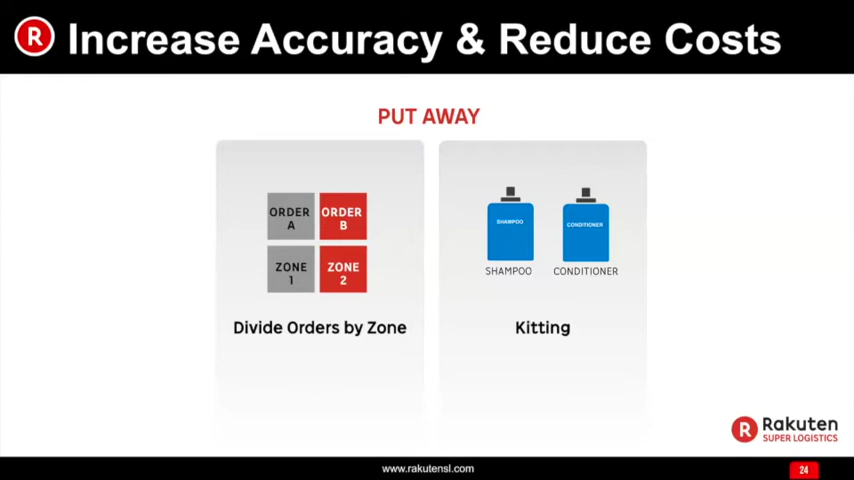 R Increase Accuracy & Reduce Costs
PUT AWAY
ORDER
A
ORDER
B
ZONE
1
ZONE
2
Divide Orders by Zone
SHAMPOO
CONDITIONER
SHAMPOO
CONDITIONER
Kitting
R Rakuten
SUPER LOGISTICS
www.rakutensl.com
24